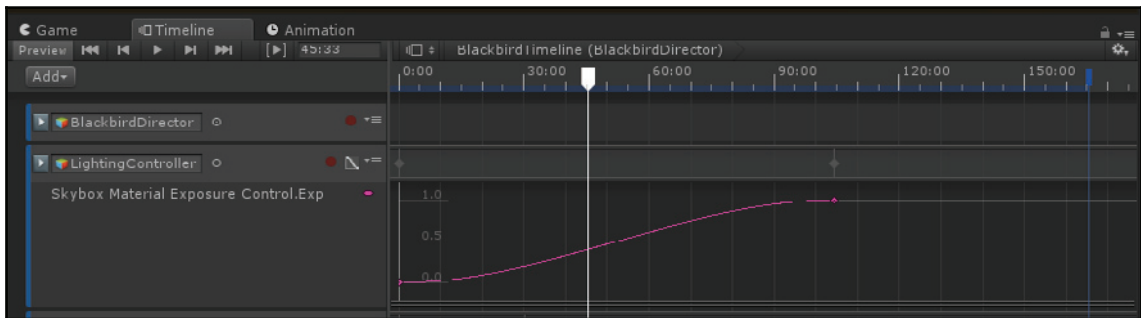 Game Timeline Animation
Preview 45:33 BlackbirdTimeline (BlackbirdDirector)
Add 0:00 30:00 60:00 90:00 120:00 150:00
BlackbirdDirector
LightingController
Skybox Material Exposure Control.Exp 1.0
0.5
0.0